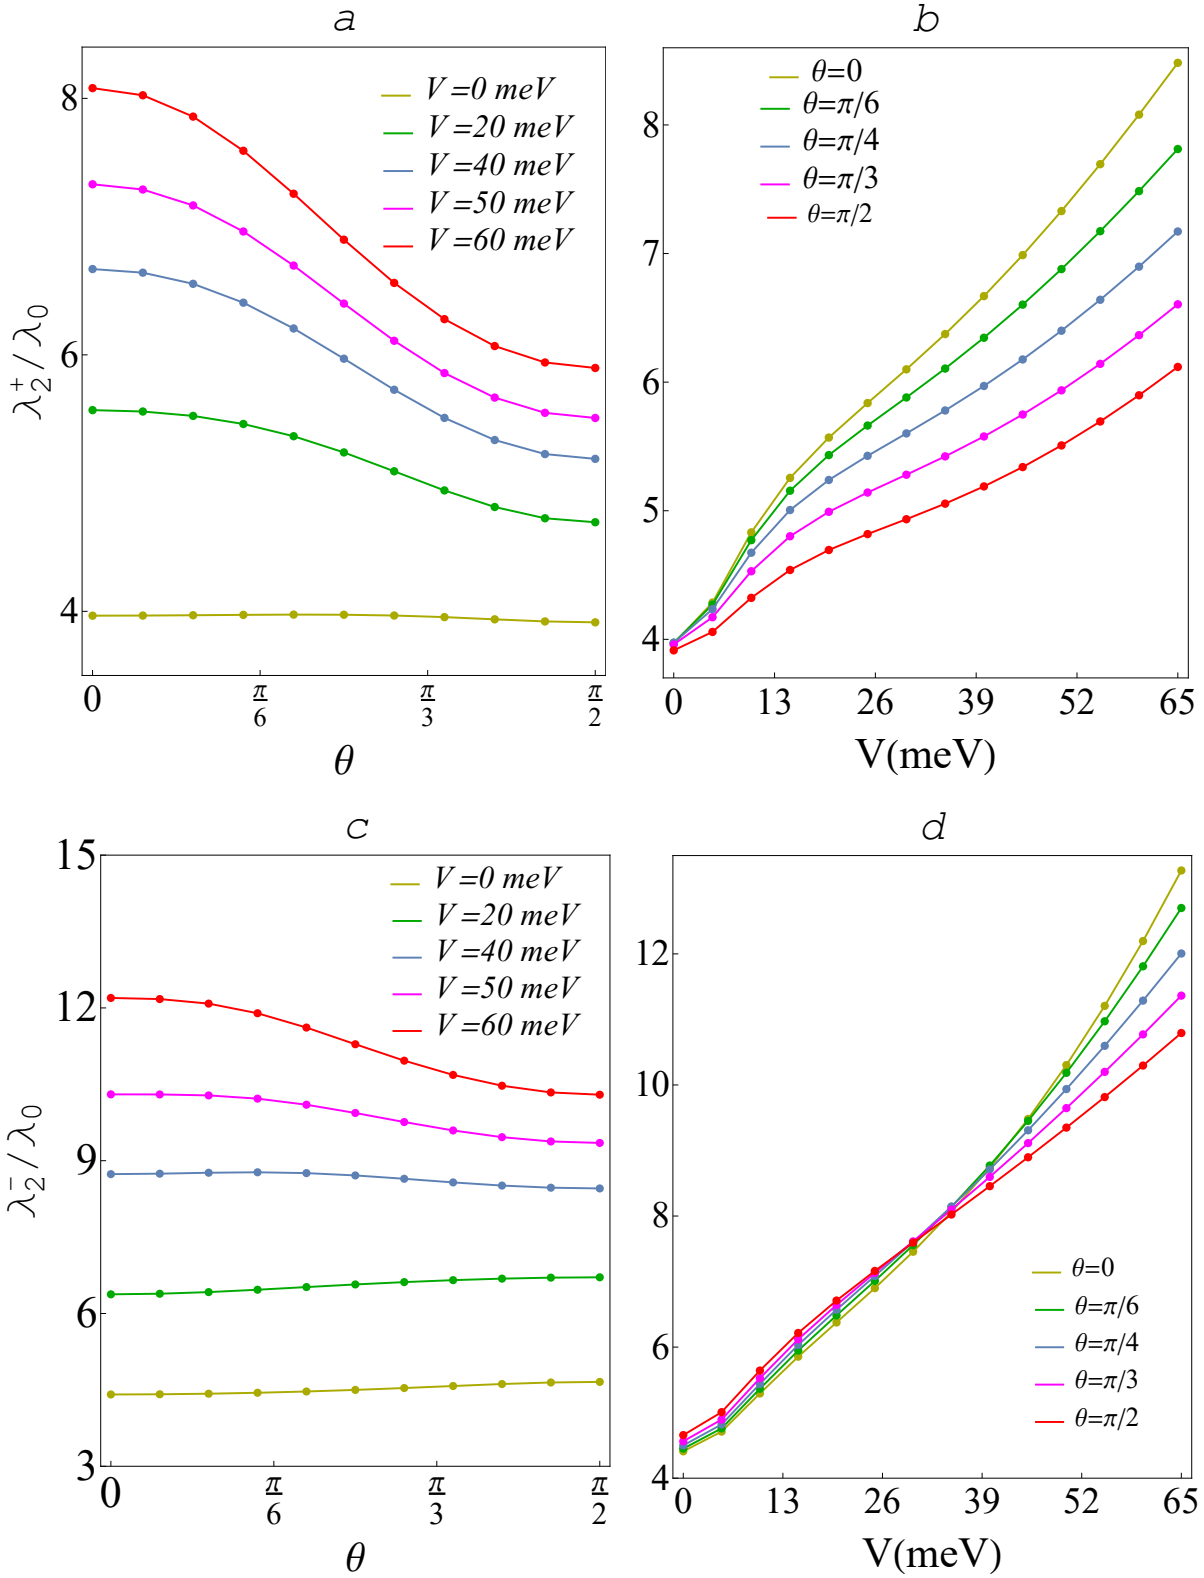 a
8
6
4
λ₂⁺/λ₀
V=0 meV
V=20 meV
V=40 meV
V=50 meV
V=60 meV
0
π/6
π/3
π/2
θ
b
8
7
6
5
4
θ=0
θ=π/6
θ=π/4
θ=π/3
θ=π/2
0 13 26 39 52 65
V(meV)
c
15
12
9
6
3
λ₂⁻/λ₀
V=0 meV
V=20 meV
V=40 meV
V=50 meV
V=60 meV
0
π/6
π/3
π/2
θ
d
12
10
8
6
4
θ=0
θ=π/6
θ=π/4
θ=π/3
θ=π/2
0 13 26 39 52 65
V(meV)